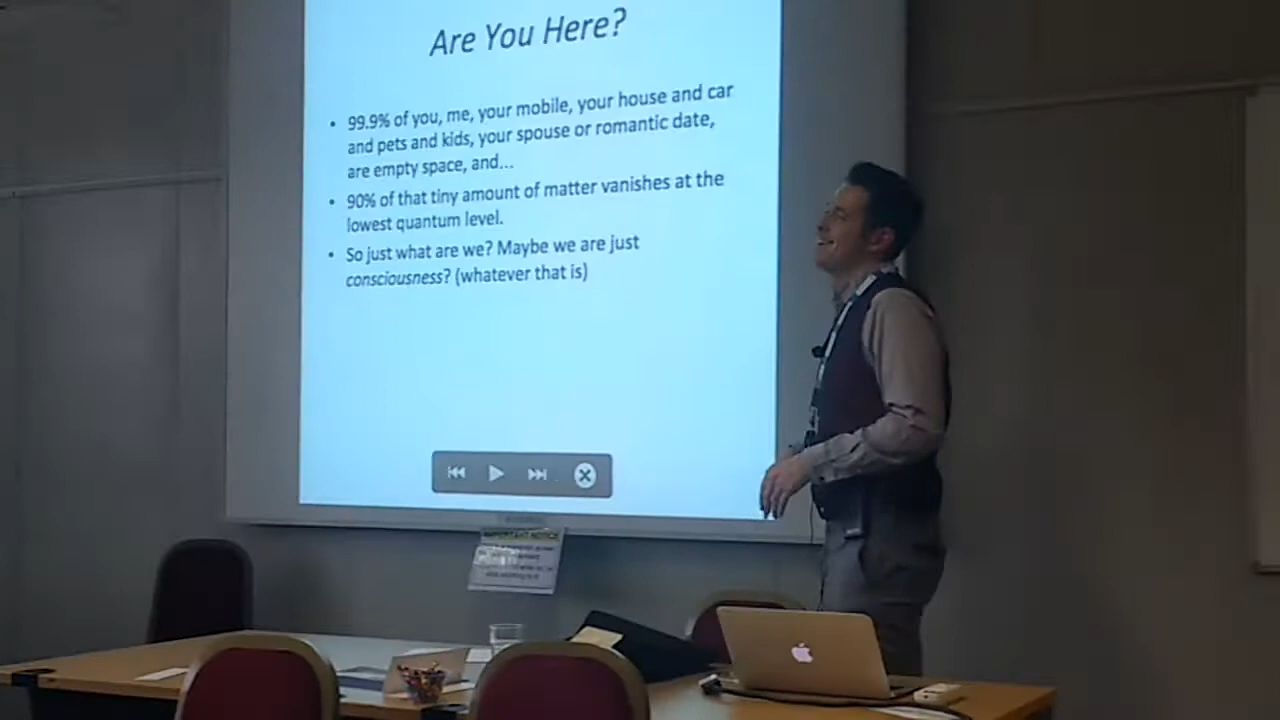 Are You Here?
• 99.9% of you, me, your mobile, your house and car
and pets and kids, your spouse or romantic date,
are empty space, and...
• 90% of that tiny amount of matter vanishes at the
lowest quantum level.
• So just what are we? Maybe we are just
consciousness? (whatever that is)
IMPORTANT NOTICE